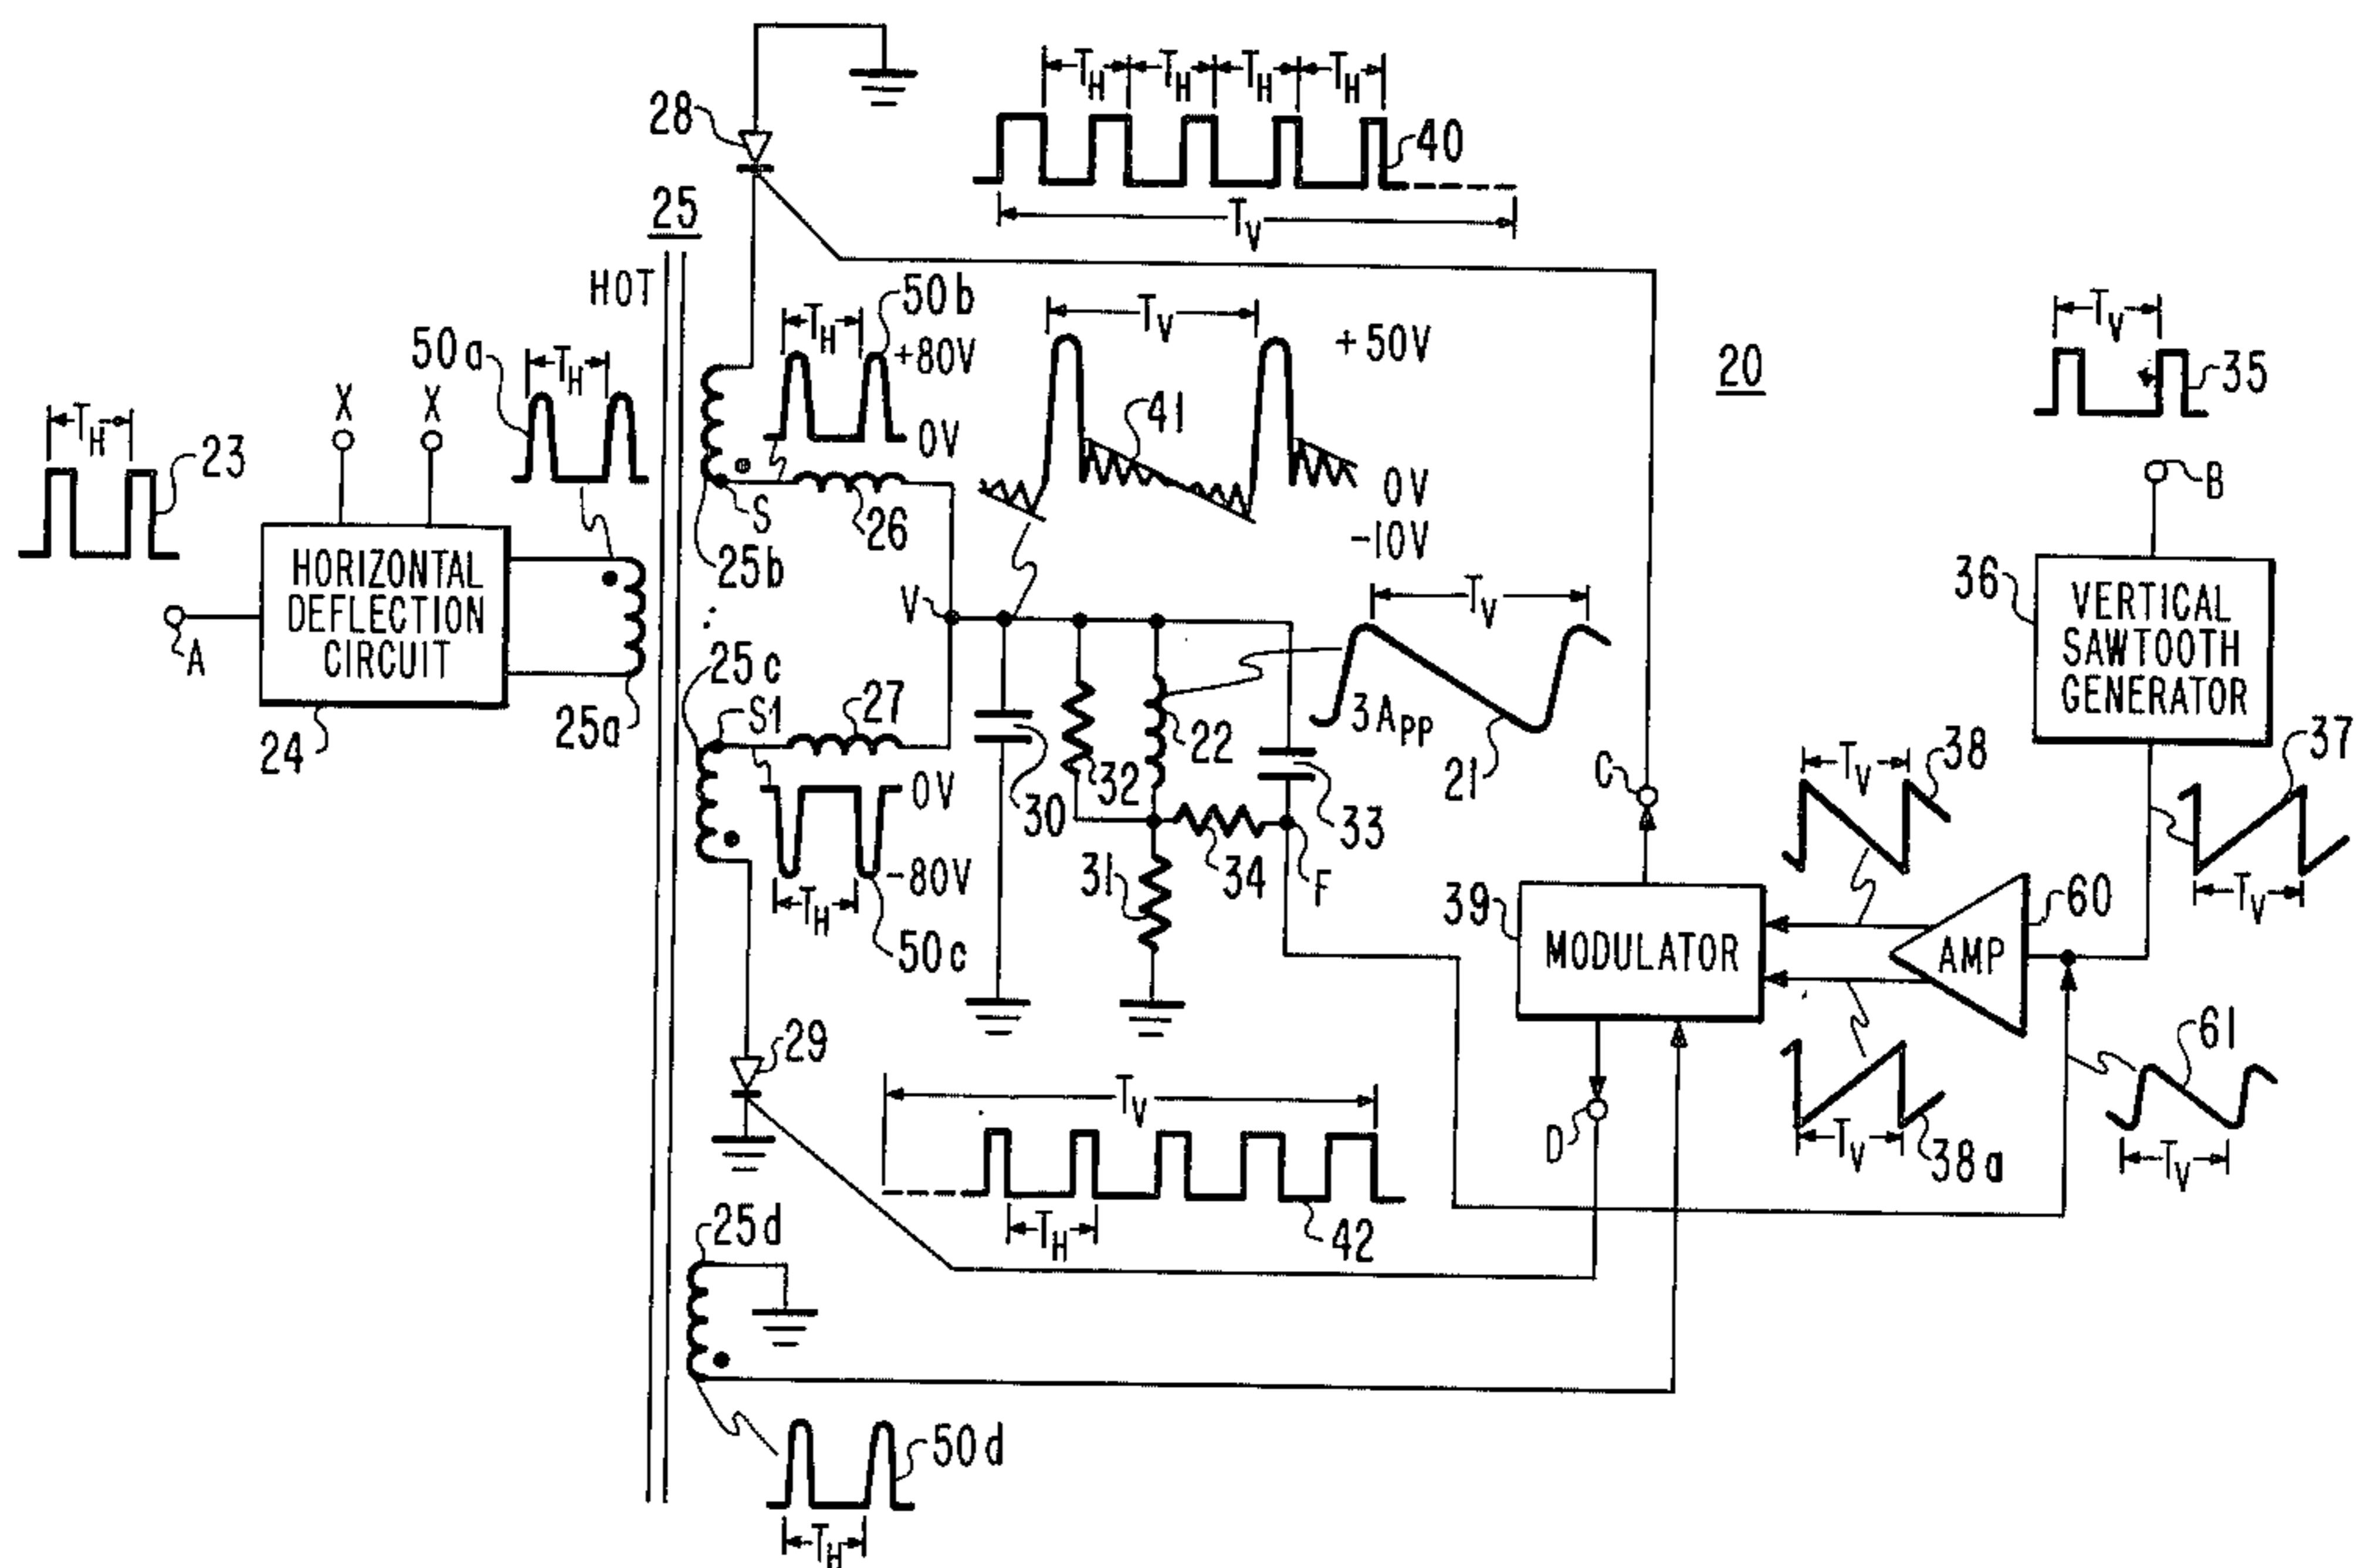 28
T_H T_H T_H T_H
40
T_V
25
HOT
50a
T_H
T_H
50b
+80V
0V
T_V
+50V
41
0V
-10V
20
T_V
35
B
T_H
23
X X
A
HORIZONTAL
DEFLECTION
CIRCUIT
24
25a
S
25b
26
V
25c
S1
27
0V
-80V
T_H
50c
30
32
22
31
34
33
F
T_V
3A_PP
21
C
36
VERTICAL
SAWTOOTH
GENERATOR
T_V
38
37
T_V
39
MODULATOR
AMP
60
D
T_V
38a
61
T_V
29
T_V
T_H
42
25d
50d
T_H